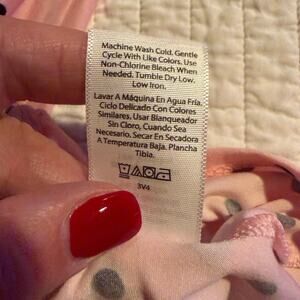 Machine Wash Cold. Gentle
Cycle With Like Colors. Use
Non-Chlorine Bleach When
Needed. Tumble Dry Low.
Low Iron.
Lavar A Máquina En Agua Fría.
Ciclo Delicado Con Colores
Similares. Usar Blanqueador
Sin Cloro, Cuando Sea
Necesario. Secar En Secadora
A Temperatura Baja. Plancha
Tibia.
3V4